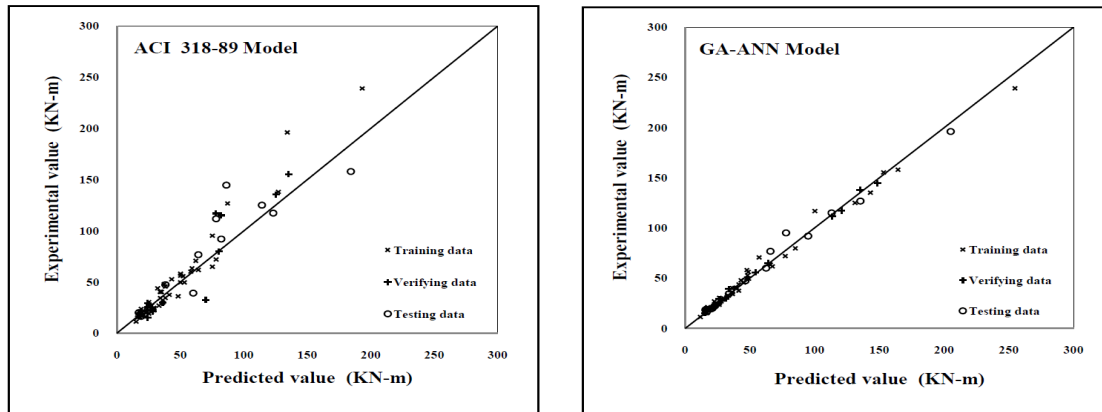 ACI 318-89 Model
Experimental value (KN-m)
300
250
200
150
100
50
0
Training data
Verifying data
Testing data
0 50 100 150 200 250 300
Predicted value (KN-m)
GA-ANN Model
Experimental value (KN-m)
300
250
200
150
100
50
0
Training data
Verifying data
Testing data
0 50 100 150 200 250 300
Predicted value (KN-m)